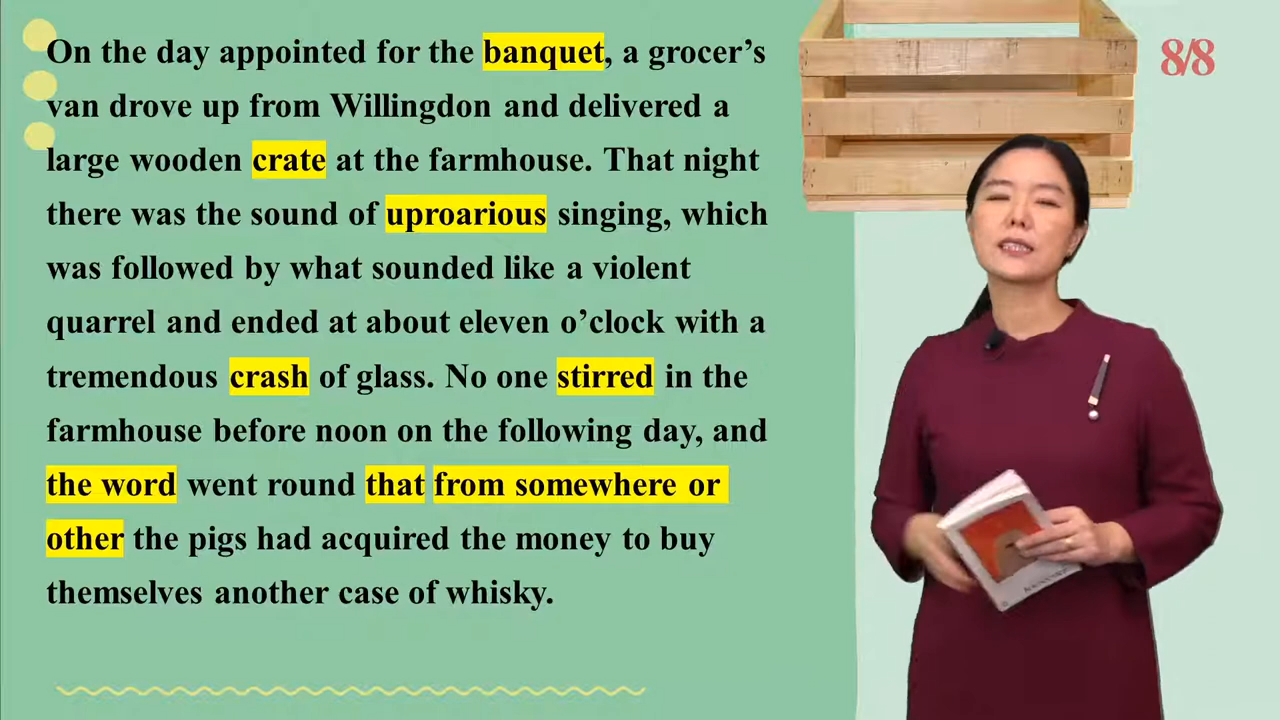 On the day appointed for the banquet, a grocer’s
van drove up from Willingdon and delivered a
large wooden crate at the farmhouse. That night
there was the sound of uproarious singing, which
was followed by what sounded like a violent
quarrel and ended at about eleven o’clock with a
tremendous crash of glass. No one stirred in the
farmhouse before noon on the following day, and
the word went round that from somewhere or
other the pigs had acquired the money to buy
themselves another case of whisky.
8/8